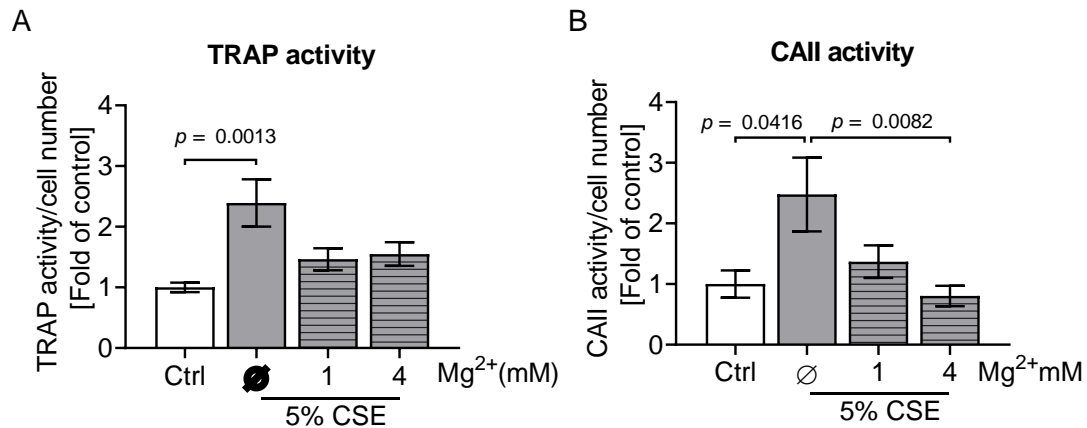 A
TRAP activity
TRAP activity/cell number
[Fold of control]
4
3
2
1
0
p = 0.0013
Ctrl
Ø
1
4
Mg²⁺(mM)
5% CSE
B
CAII activity
CAII activity/cell number
[Fold of control]
4
3
2
1
0
p = 0.0416
p = 0.0082
Ctrl
∅
1
4
Mg²⁺mM
5% CSE